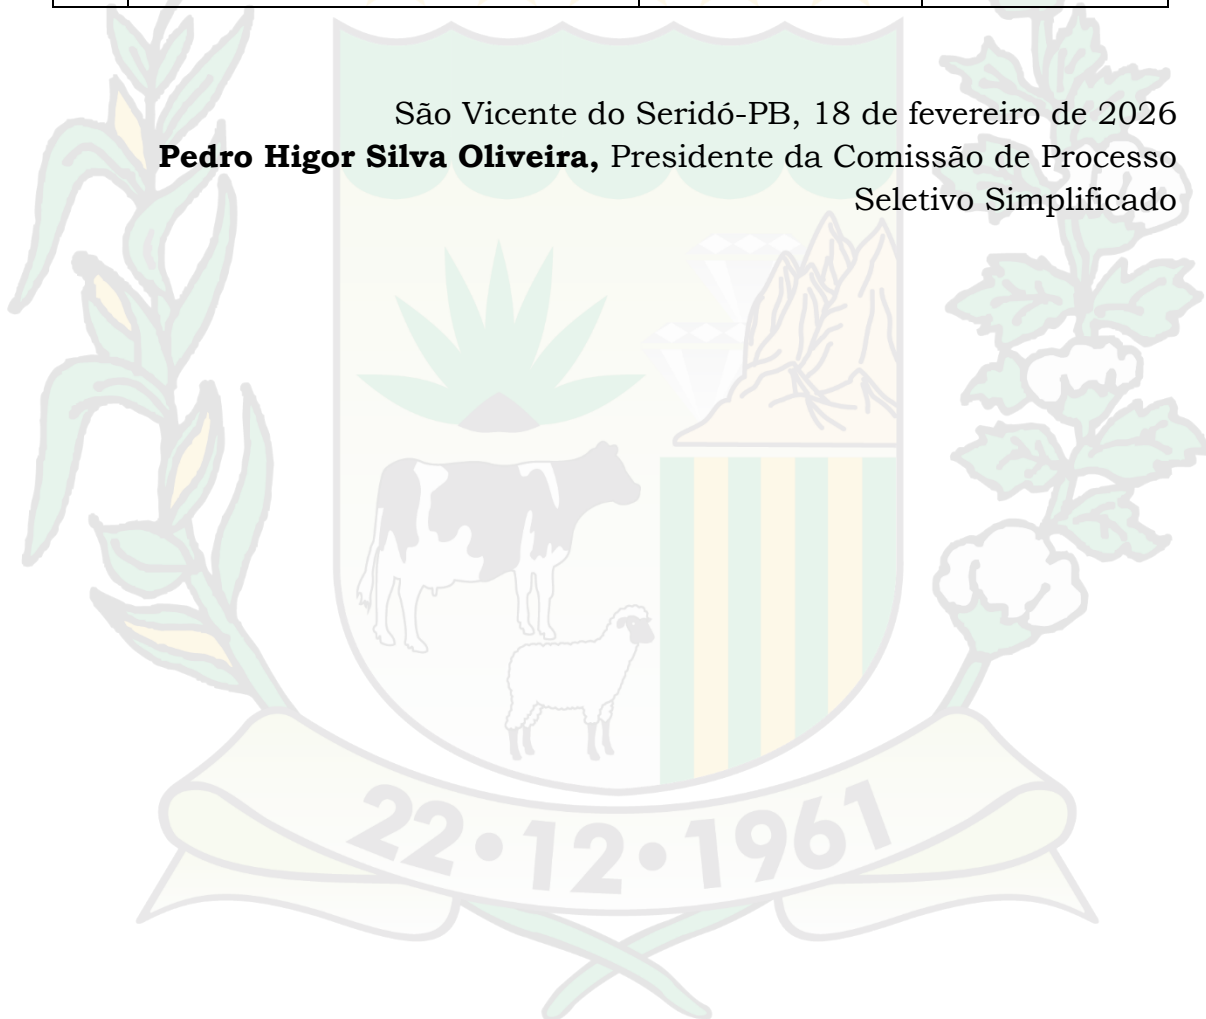 São Vicente do Seridó-PB, 18 de fevereiro de 2026
Pedro Higor Silva Oliveira, Presidente da Comissão de Processo
Seletivo Simplificado
22•12•1961